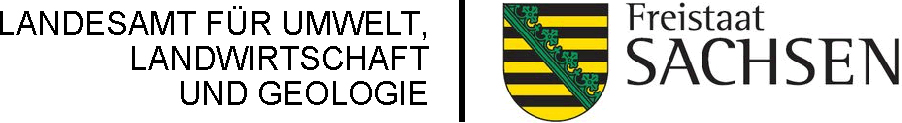 LANDESAMT FÜR UMWELT,
LANDWIRTSCHAFT
UND GEOLOGIE
Freistaat
SACHSEN